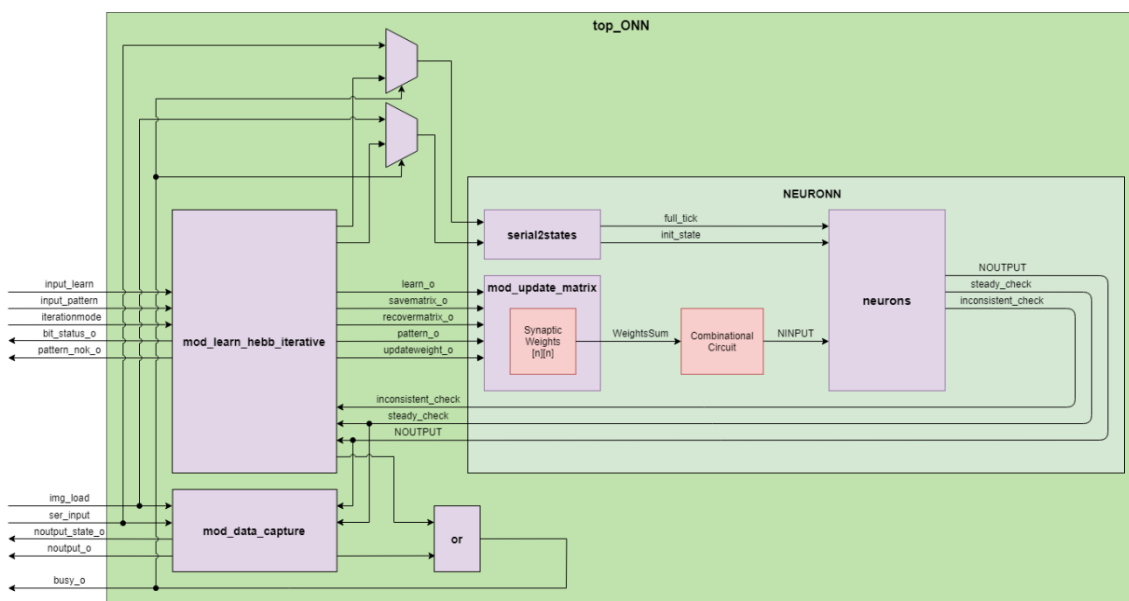 top_ONN
NEURONN
serial2states
full_tick
init_state
neurons
NOUTPUT
steady_check
inconsistent_check
input_learn
input_pattern
iterationmode
bit_status_o
pattern_nok_o
mod_learn_hebb_iterative
learn_o
savematrix_o
recovermatrix_o
pattern_o
updateweight_o
mod_update_matrix
Synaptic
Weights
[n][n]
WeightsSum
Combinational
Circuit
NINPUT
inconsistent_check
steady_check
NOUTPUT
img_load
ser_input
noutput_state_o
noutput_o
busy_o
mod_data_capture
or